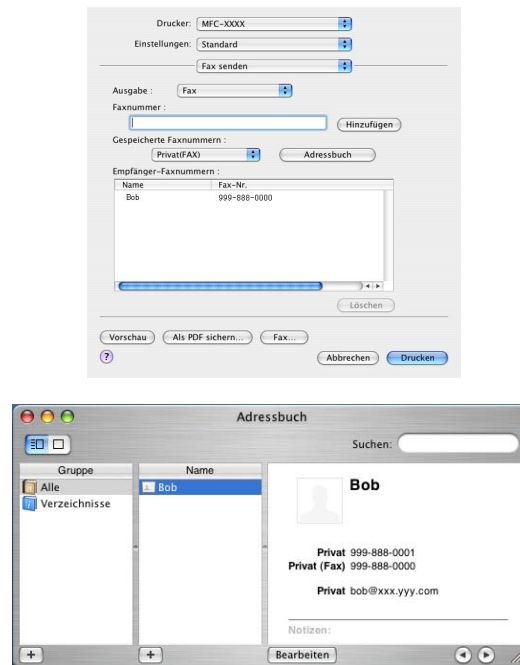 Drucker: MFC-XXXX
Einstellungen: Standard
Fax senden
Ausgabe : Fax
Faxnummer :
Hinzufügen
Gespeicherte Faxnummern :
Privat(FAX) Adressbuch
Empfänger-Faxnummern :
Name Fax-Nr.
Bob 999-888-0000
Löschen
Vorschau Als PDF sichern... Fax...
? Abbrechen Drucken
Adressbuch
Suchen:
Gruppe Name
Alle Bob Bob
Verzeichnisse
Privat 999-888-0001
Privat (Fax) 999-888-0000
Privat bob@xxx.yyy.com
Notizen:
+ + Bearbeiten